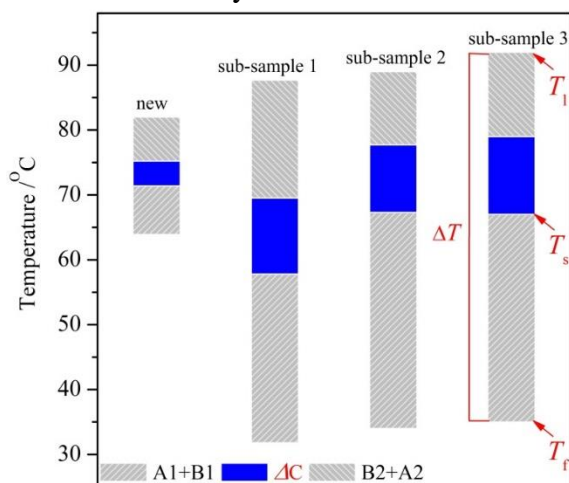 sub-sample 3
sub-sample 2
sub-sample 1
new
90
80
70
60
50
40
30
Temperature /°C
ΔT
T₁
Tₛ
T_f
A1+B1
ΔC
B2+A2